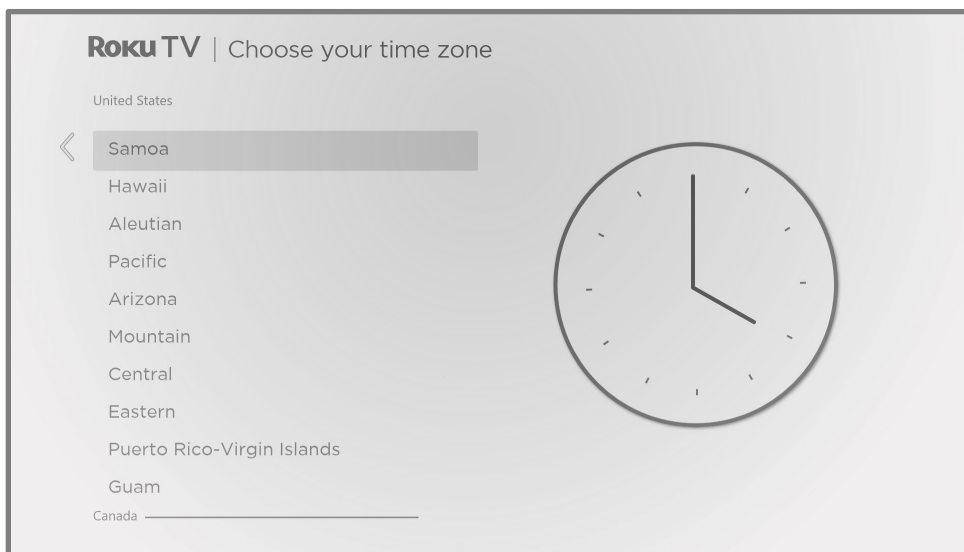 Roku TV | Choose your time zone
United States
Samoa
Hawaii
Aleutian
Pacific
Arizona
Mountain
Central
Eastern
Puerto Rico-Virgin Islands
Guam
Canada